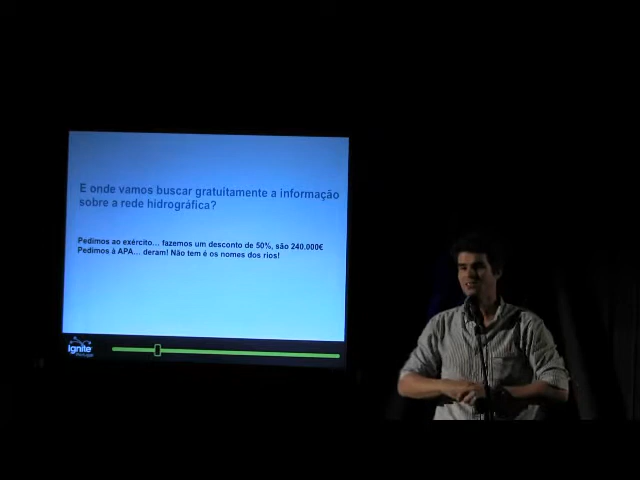 E onde vamos buscar gratuitamente a informação
sobre a rede hidrográfica?
Pedimos ao exército... fazemos um desconto de 50%, são 240.000€
Pedimos à APA... deram! Não tem é os nomes dos rios!
ignite
Portugal